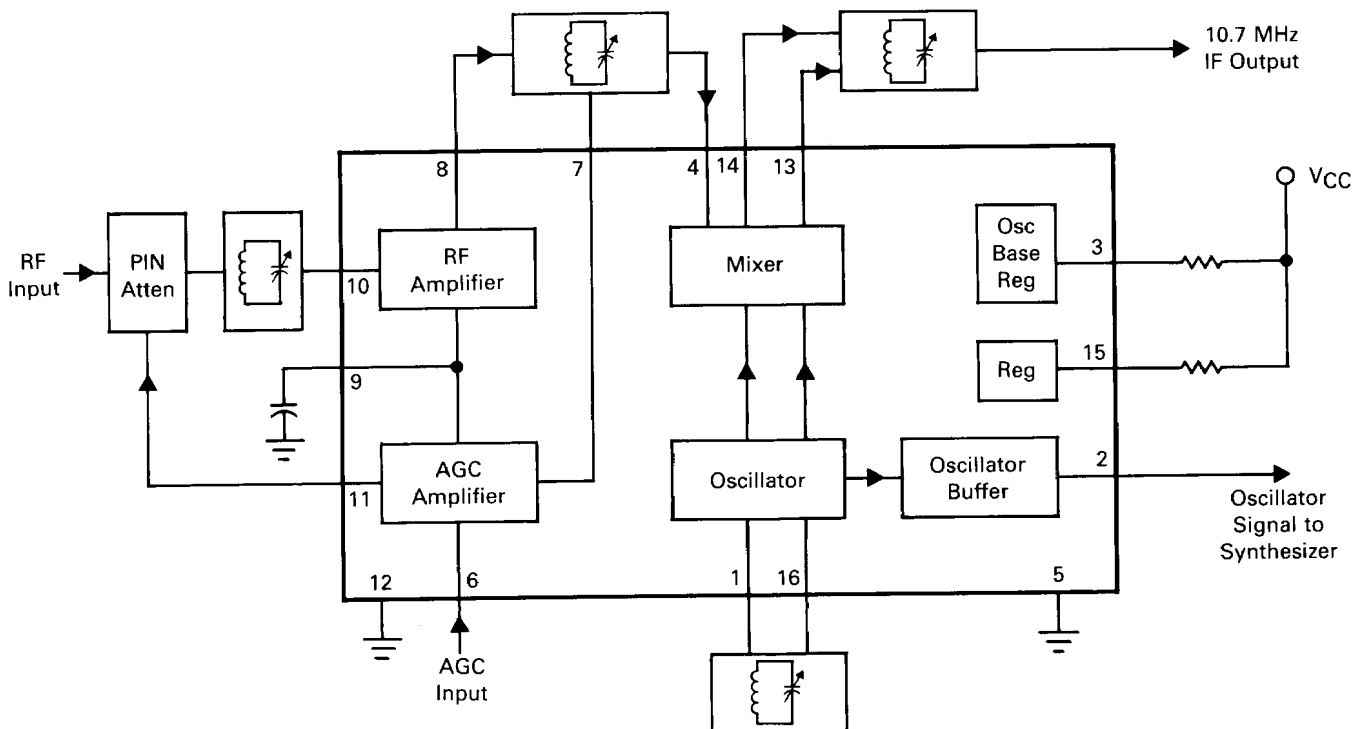 10.7 MHz
IF Output
8
7
4
14
13
VCC
RF
Input
PIN
Atten
10
RF
Amplifier
Mixer
Osc
Base
Reg
3
9
Reg
15
11
AGC
Amplifier
Oscillator
Oscillator
Buffer
2
Oscillator
Signal to
Synthesizer
12
6
1
16
5
AGC
Input